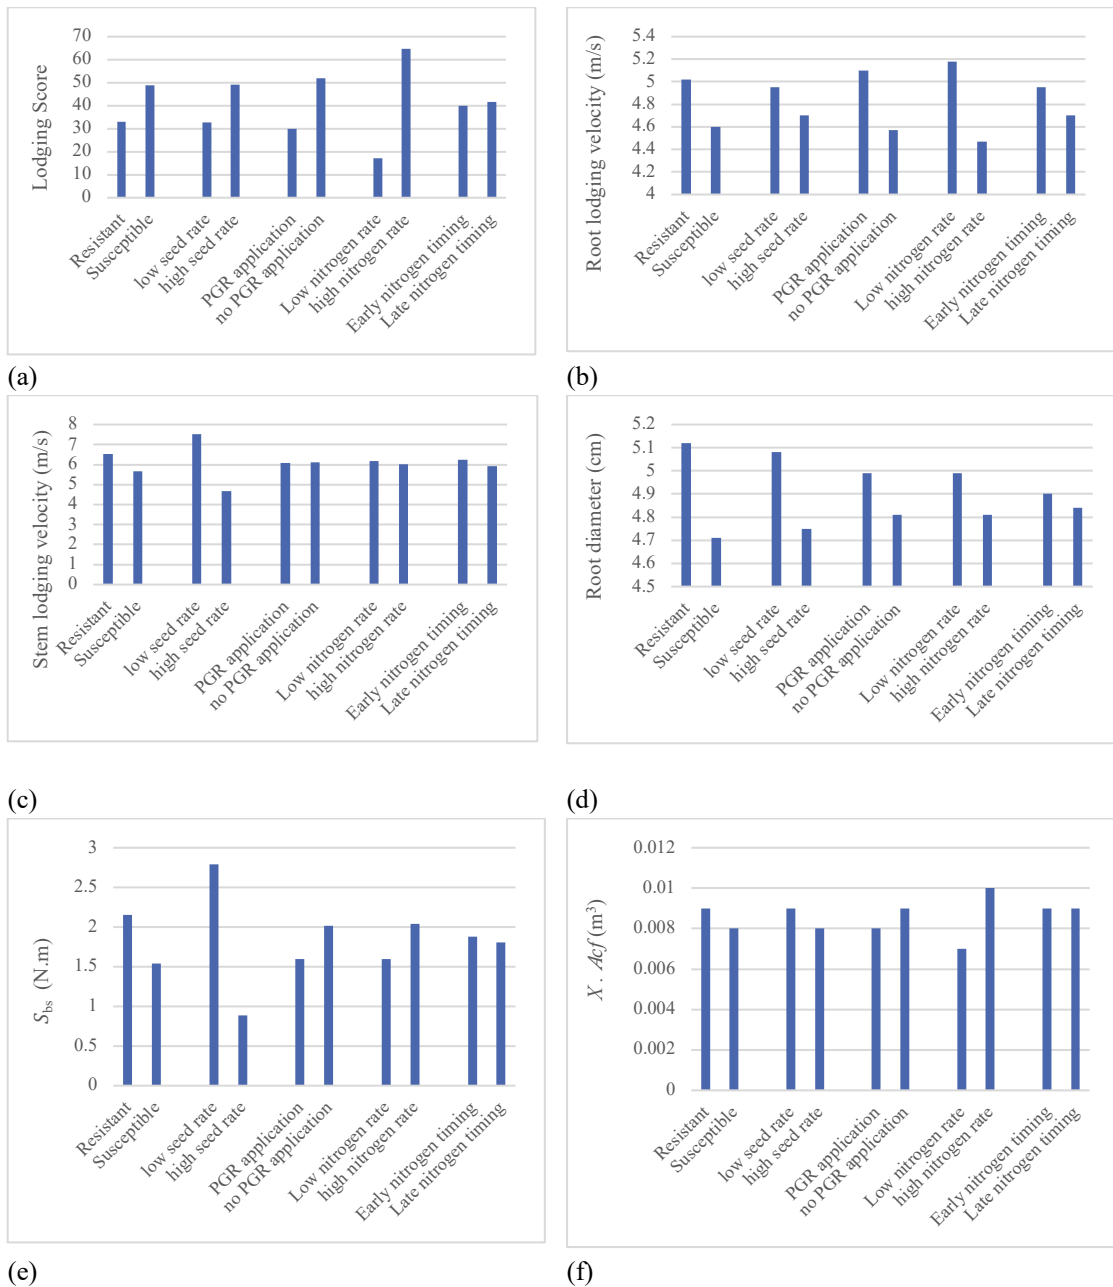 Lodging Score
70
60
50
40
30
20
10
0
Resistant
Susceptible
low seed rate
high seed rate
PGR application
no PGR application
Low nitrogen rate
high nitrogen rate
Early nitrogen timing
Late nitrogen timing
(a)
Root lodging velocity (m/s)
5.4
5.2
5
4.8
4.6
4.4
4.2
4
Resistant
Susceptible
low seed rate
high seed rate
PGR application
no PGR application
Low nitrogen rate
high nitrogen rate
Early nitrogen timing
Late nitrogen timing
(b)
Stem lodging velocity (m/s)
8
7
6
5
4
3
2
1
0
Resistant
Susceptible
low seed rate
high seed rate
PGR application
no PGR application
Low nitrogen rate
high nitrogen rate
Early nitrogen timing
Late nitrogen timing
(c)
Root diameter (cm)
5.2
5.1
5
4.9
4.8
4.7
4.6
4.5
Resistant
Susceptible
low seed rate
high seed rate
PGR application
no PGR application
Low nitrogen rate
high nitrogen rate
Early nitrogen timing
Late nitrogen timing
(d)
S_bs (N.m)
3
2.5
2
1.5
1
0.5
0
Resistant
Susceptible
low seed rate
high seed rate
PGR application
no PGR application
Low nitrogen rate
high nitrogen rate
Early nitrogen timing
Late nitrogen timing
(e)
X . Acf (m³)
0.012
0.01
0.008
0.006
0.004
0.002
0
Resistant
Susceptible
low seed rate
high seed rate
PGR application
no PGR application
Low nitrogen rate
high nitrogen rate
Early nitrogen timing
Late nitrogen timing
(f)